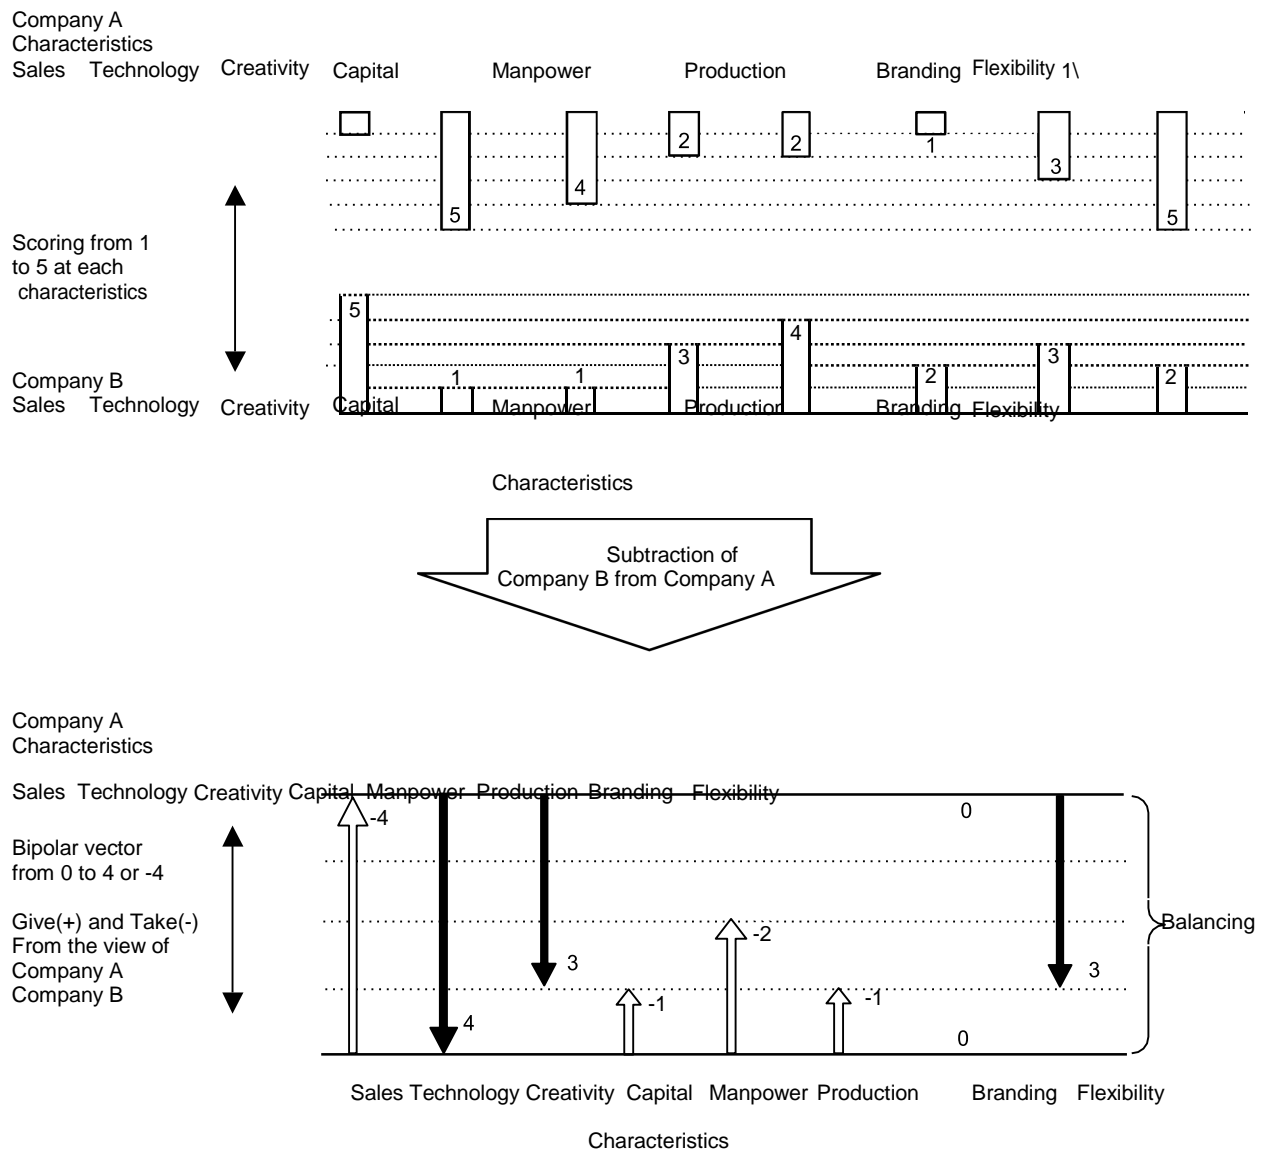 Company A
Characteristics
Sales Technology Creativity Capital Manpower Production Branding Flexibility 1\
5 4 2 2 1 3 5
Scoring from 1
to 5 at each
characteristics
5 1 1 3 4 2 3 2
Company B
Sales Technology Creativity Capital Manpower Production Branding Flexibility
Characteristics
Subtraction of
Company B from Company A
Company A
Characteristics
Sales Technology Creativity Capital Manpower Production Branding Flexibility
0
-4
Bipolar vector
from 0 to 4 or -4
Give(+) and Take(-)
From the view of
Company A
Company B
Balancing
-2
3
3
-1
-1
4
0
Sales Technology Creativity Capital Manpower Production Branding Flexibility
Characteristics